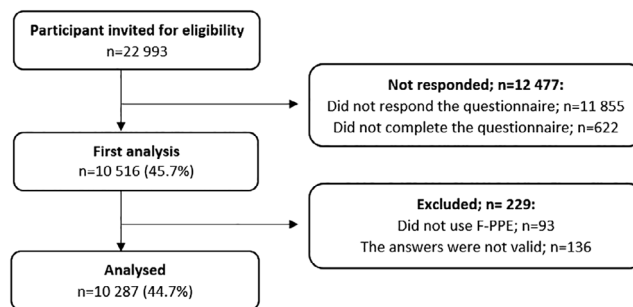 Participant invited for eligibility
n=22 993
Not responded; n=12 477:
Did not respond the questionnaire; n=11 855
Did not complete the questionnaire; n=622
First analysis
n=10 516 (45.7%)
Excluded; n= 229:
Did not use F-PPE; n=93
The answers were not valid; n=136
Analysed
n=10 287 (44.7%)